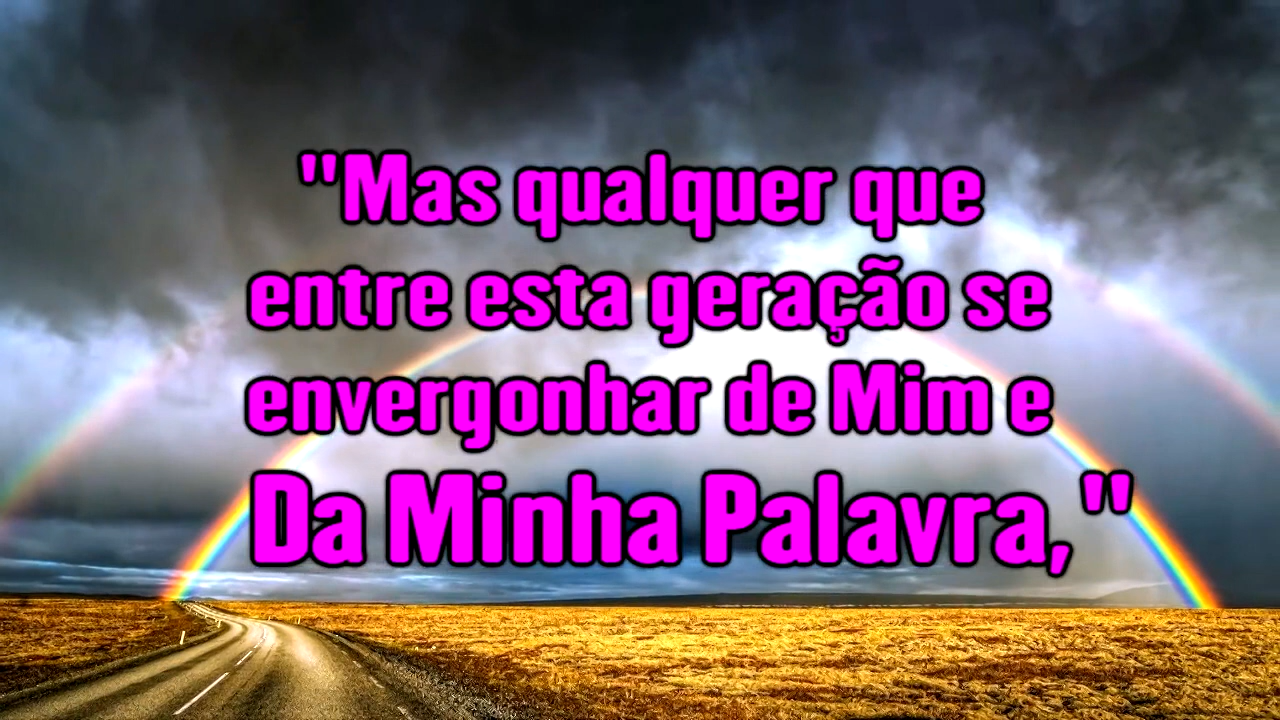 "Mas qualquer que
entre esta geração se
envergonhar de Mim e
Da Minha Palavra,"